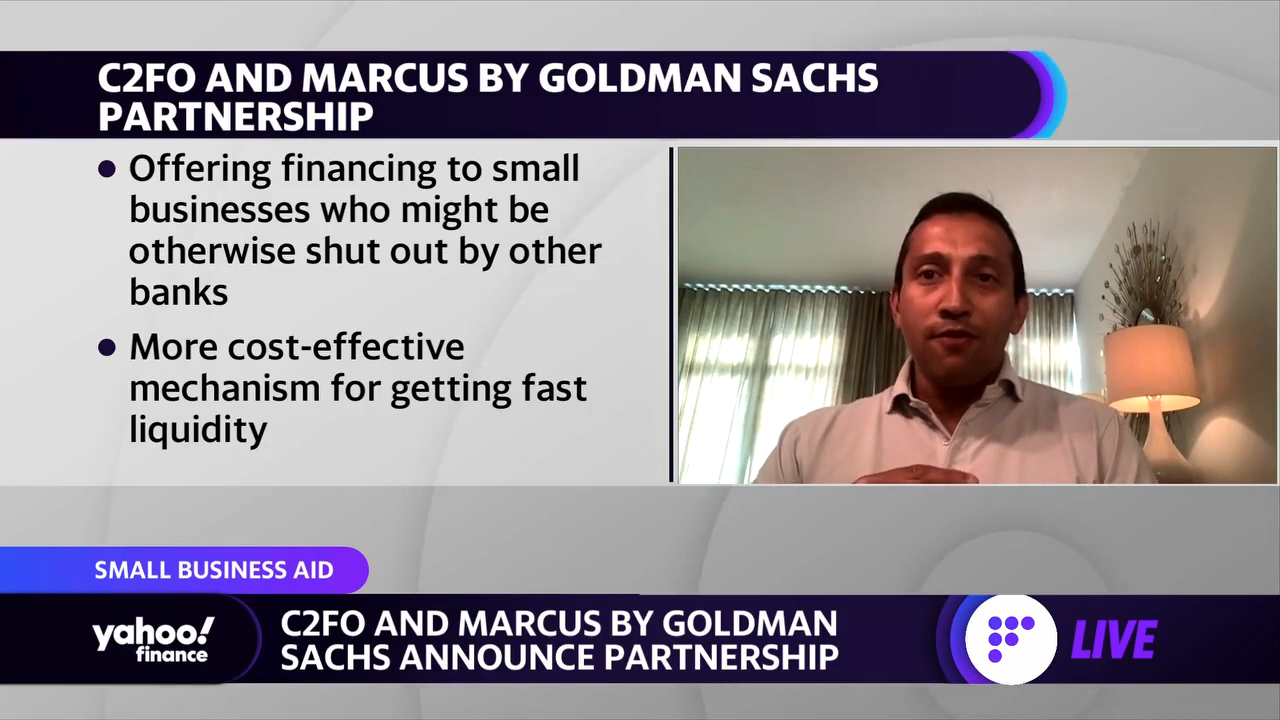 C2FO AND MARCUS BY GOLDMAN SACHS
PARTNERSHIP
Offering financing to small
businesses who might be
otherwise shut out by other
banks
More cost-effective
mechanism for getting fast
liquidity
SMALL BUSINESS AID
yahoo!
finance
C2FO AND MARCUS BY GOLDMAN
SACHS ANNOUNCE PARTNERSHIP
LIVE